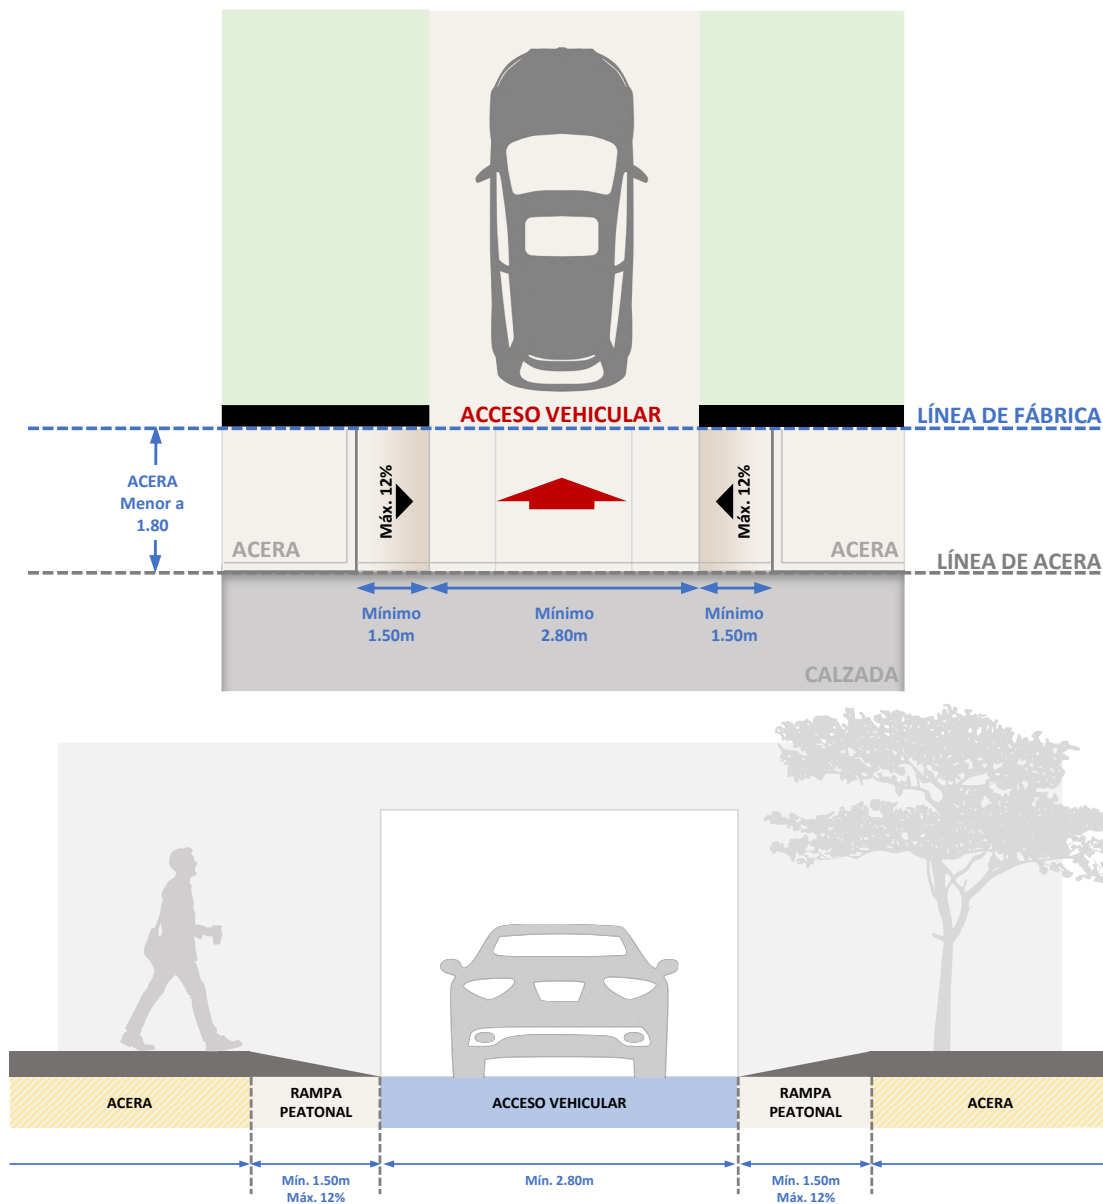 ACCESO VEHICULAR
LÍNEA DE FÁBRICA
ACERA
Menor a
1.80
Máx. 12%
Máx. 12%
ACERA
ACERA
LÍNEA DE ACERA
Mínimo
1.50m
Mínimo
2.80m
Mínimo
1.50m
CALZADA
ACERA
RAMPA
PEATONAL
ACCESO VEHICULAR
RAMPA
PEATONAL
ACERA
Mín. 1.50m
Máx. 12%
Mín. 2.80m
Mín. 1.50m
Máx. 12%